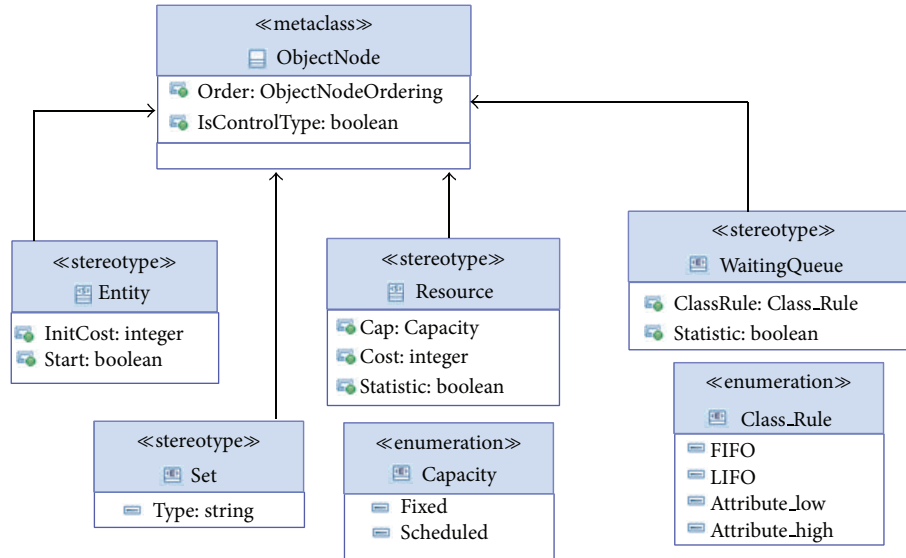 ≪metaclass≫
ObjectNode
Order: ObjectNodeOrdering
IsControlType: boolean
≪stereotype≫
Entity
InitCost: integer
Start: boolean
≪stereotype≫
Set
Type: string
≪stereotype≫
Resource
Cap: Capacity
Cost: integer
Statistic: boolean
≪enumeration≫
Capacity
Fixed
Scheduled
≪stereotype≫
WaitingQueue
ClassRule: Class_Rule
Statistic: boolean
≪enumeration≫
Class_Rule
FIFO
LIFO
Attribute_low
Attribute_high